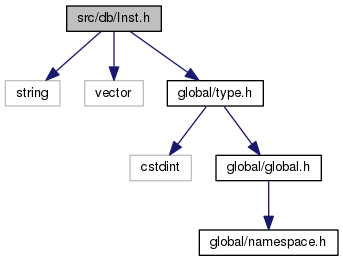 src/db/Inst.h
string
vector
global/type.h
cstdint
global/global.h
global/namespace.h